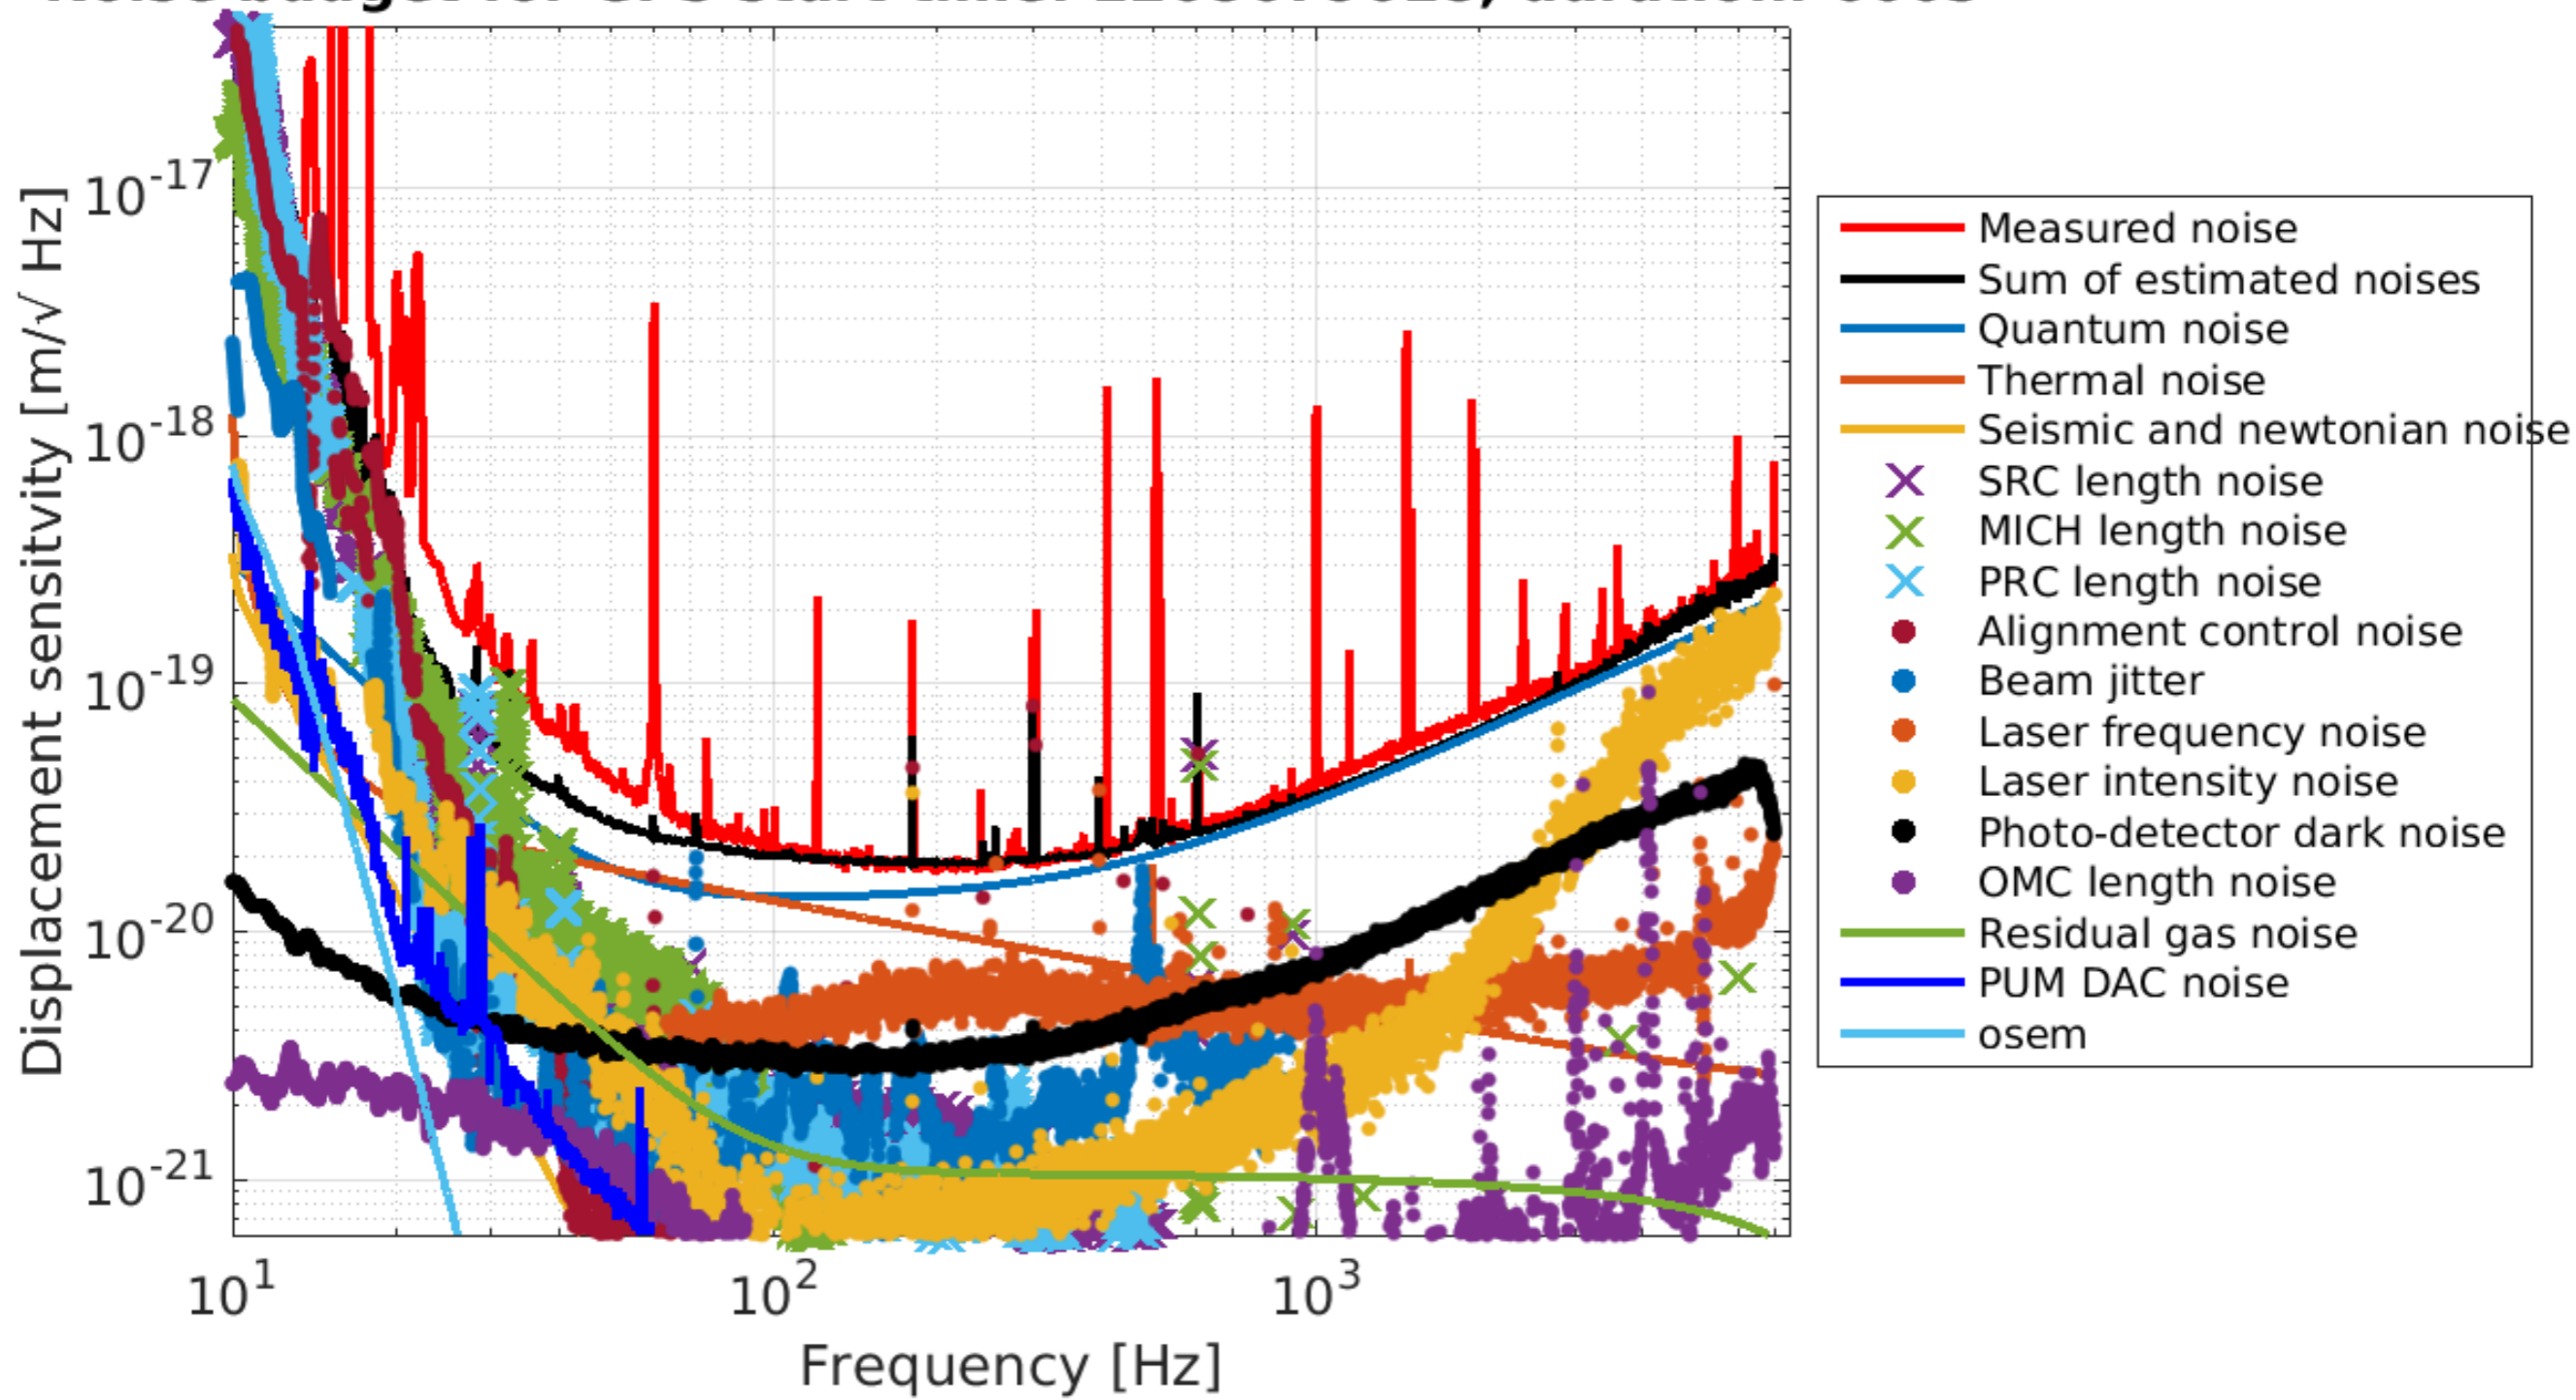 10^-17
10^-18
10^-19
10^-20
10^-21
Displacement sensitvity [m/√ Hz]
10^1
10^2
10^3
Frequency [Hz]
Measured noise
Sum of estimated noises
Quantum noise
Thermal noise
Seismic and newtonian noise
SRC length noise
MICH length noise
PRC length noise
Alignment control noise
Beam jitter
Laser frequency noise
Laser intensity noise
Photo-detector dark noise
OMC length noise
Residual gas noise
PUM DAC noise
osem